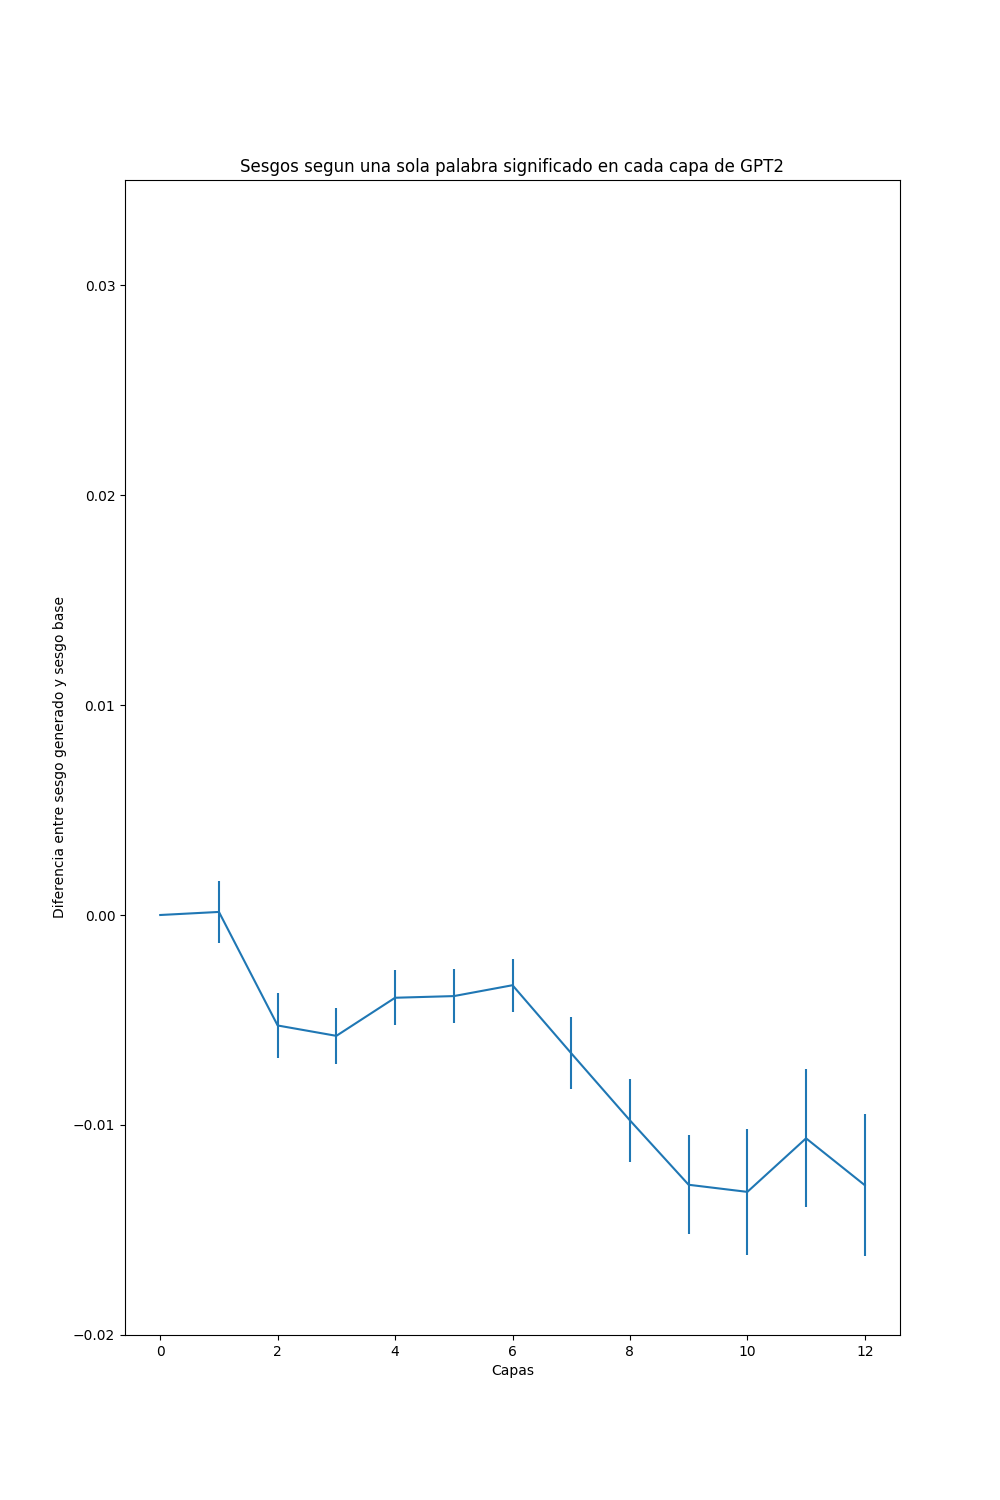 Sesgos segun una sola palabra significado en cada capa de GPT2
0.03
0.02
0.01
0.00
−0.01
−0.02
Diferencia entre sesgo generado y sesgo base
0 2 4 6 8 10 12
Capas